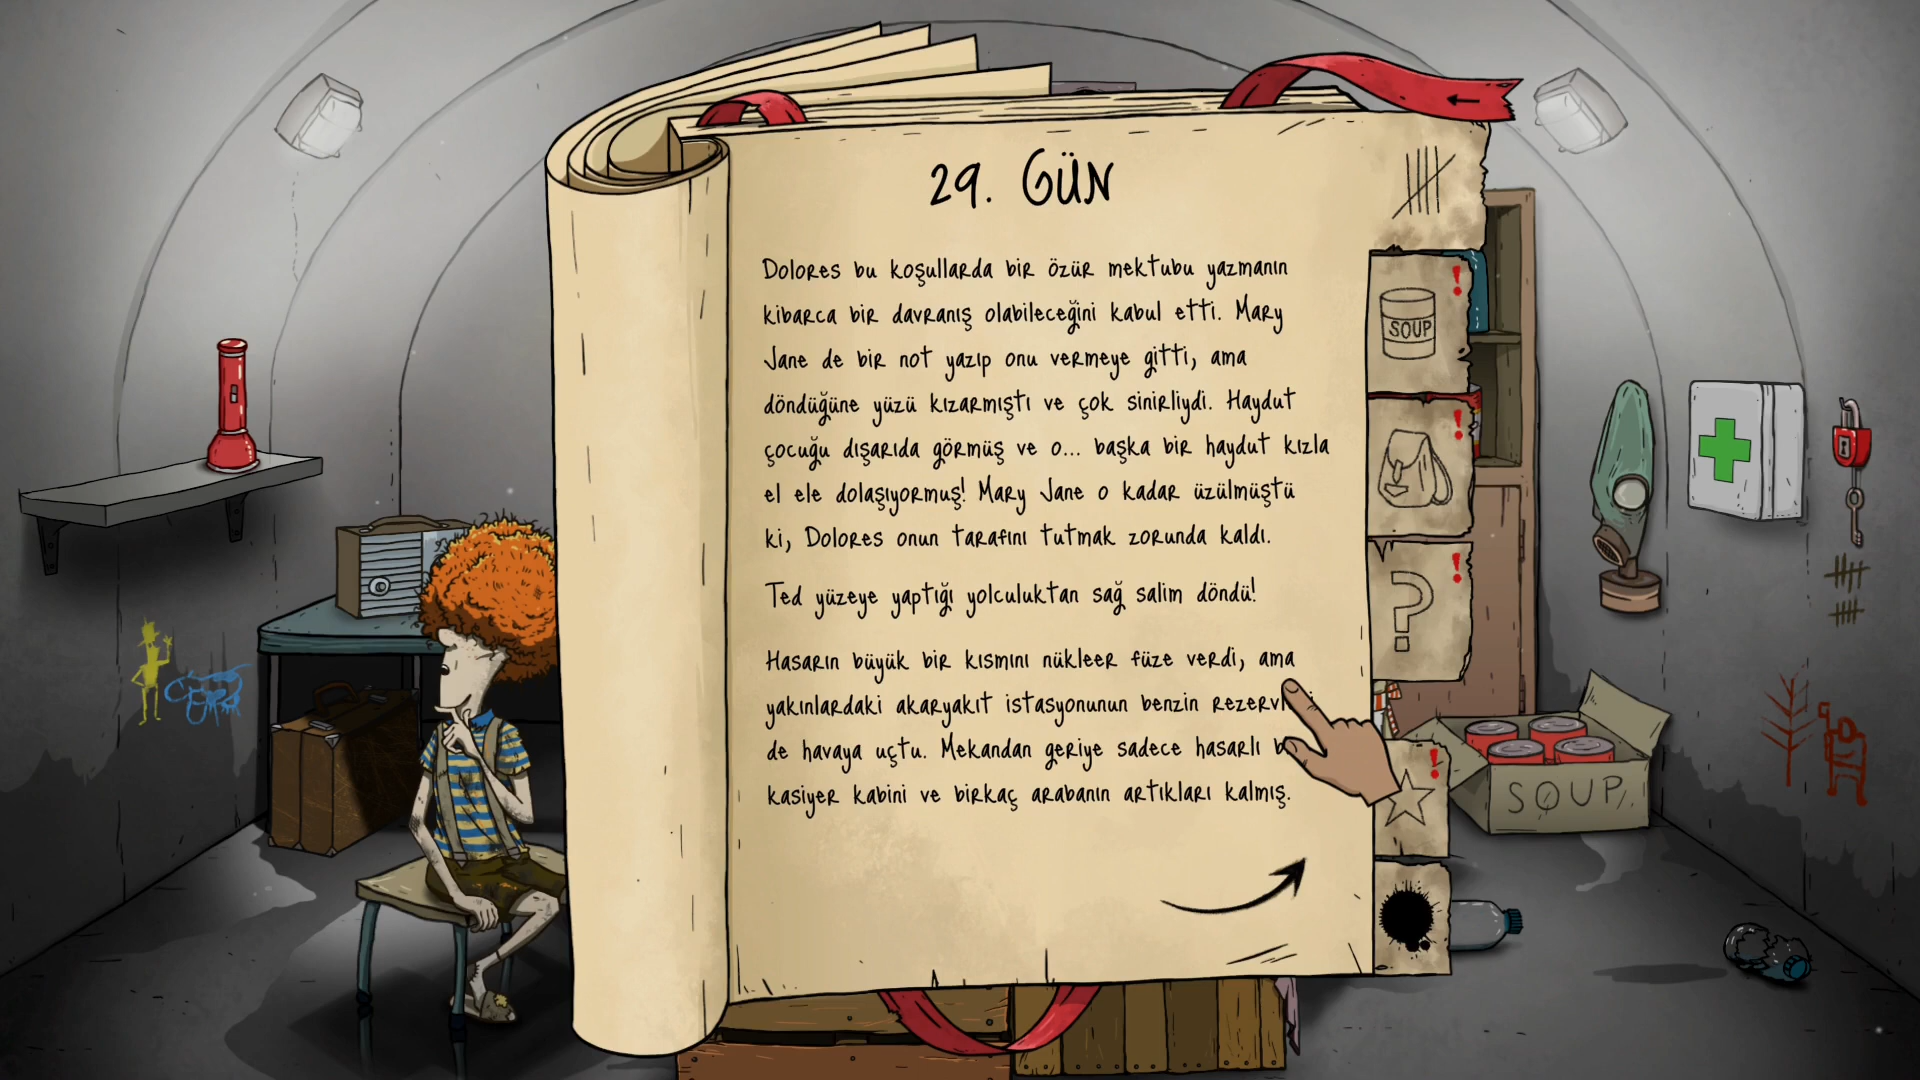 29. GÜN
Dolores bu koşullarda bir özür mektubu yazmanın
kibarca bir davranış olabileceğini kabul etti. Mary
Jane de bir not yazıp onu vermeye gitti, ama
döndüğüne yüzü kızarmıştı ve çok sinirliydi. Haydut
çocuğu dışarıda görmüş ve o... başka bir haydut kızla
el ele dolaşıyormuş! Mary Jane o kadar üzülmüştü
ki, Dolores onun tarafını tutmak zorunda kaldı.
Ted yüzeye yaptığı yolculuktan sağ salim döndü!
Hasarın büyük bir kısmını nükleer füze verdi, ama
yakınlardaki akaryakıt istasyonunun benzin
de havaya uçtu. Mekandan geriye sadece hasarlı
kasiyer kabini ve birkaç arabanın artıkları kalmış.
!
SOUP
!
!
?
!
SOUP